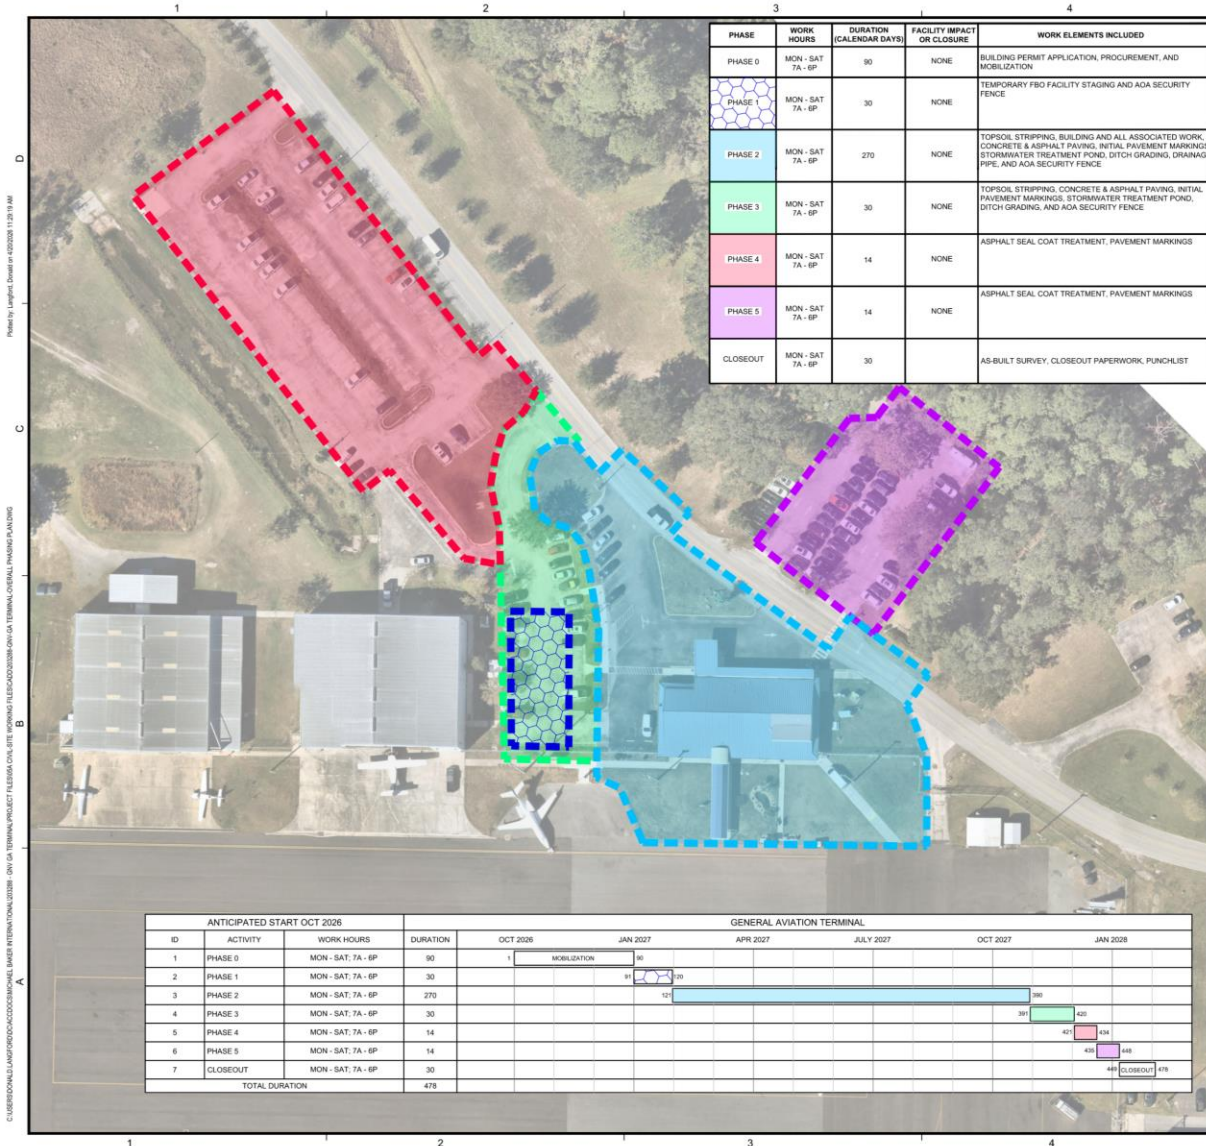 1 2 3 4
PHASE WORK HOURS DURATION (CALENDAR DAYS) FACILITY IMPACT OR CLOSURE WORK ELEMENTS INCLUDED
PHASE 0 MON - SAT 7A - 6P 90 NONE BUILDING PERMIT APPLICATION, PROCUREMENT, AND
MOBILIZATION
PHASE 1 MON - SAT 7A - 6P 30 NONE TEMPORARY FBO FACILITY STAGING AND AOA SECURITY
FENCE
PHASE 2 MON - SAT 7A - 6P 270 NONE TOPSOIL STRIPPING, BUILDING AND ALL ASSOCIATED WORK,
CONCRETE & ASPHALT PAVING, INITIAL PAVEMENT MARKINGS
STORMWATER TREATMENT POND, DITCH GRADING, DRAINAG
PIPE, AND AOA SECURITY FENCE
PHASE 3 MON - SAT 7A - 6P 30 NONE TOPSOIL STRIPPING, CONCRETE & ASPHALT PAVING, INITIAL
PAVEMENT MARKINGS, STORMWATER TREATMENT POND,
DITCH GRADING, AND AOA SECURITY FENCE
PHASE 4 MON - SAT 7A - 6P 14 NONE ASPHALT SEAL COAT TREATMENT, PAVEMENT MARKINGS
PHASE 5 MON - SAT 7A - 6P 14 NONE ASPHALT SEAL COAT TREATMENT, PAVEMENT MARKINGS
CLOSEOUT MON - SAT 7A - 6P 30 AS-BUILT SURVEY, CLOSEOUT PAPERWORK, PUNCHLIST
D
C
B
A
Plotted by: Langford, Donald on
ANTICIPATED START OCT 2026 GENERAL AVIATION TERMINAL
ID ACTIVITY WORK HOURS DURATION OCT 2026 JAN 2027 APR 2027 JULY 2027 OCT 2027 JAN 2028
1 PHASE 0 MON - SAT; 7A - 6P 90 1 MOBILIZATION 90
2 PHASE 1 MON - SAT; 7A - 6P 30 91 120
3 PHASE 2 MON - SAT; 7A - 6P 270 121 390
4 PHASE 3 MON - SAT; 7A - 6P 30 391 420
5 PHASE 4 MON - SAT; 7A - 6P 14 421 434
6 PHASE 5 MON - SAT; 7A - 6P 14 435 448
7 CLOSEOUT MON - SAT; 7A - 6P 30 449 CLOSEOUT 478
TOTAL DURATION 478
1 2 3 4